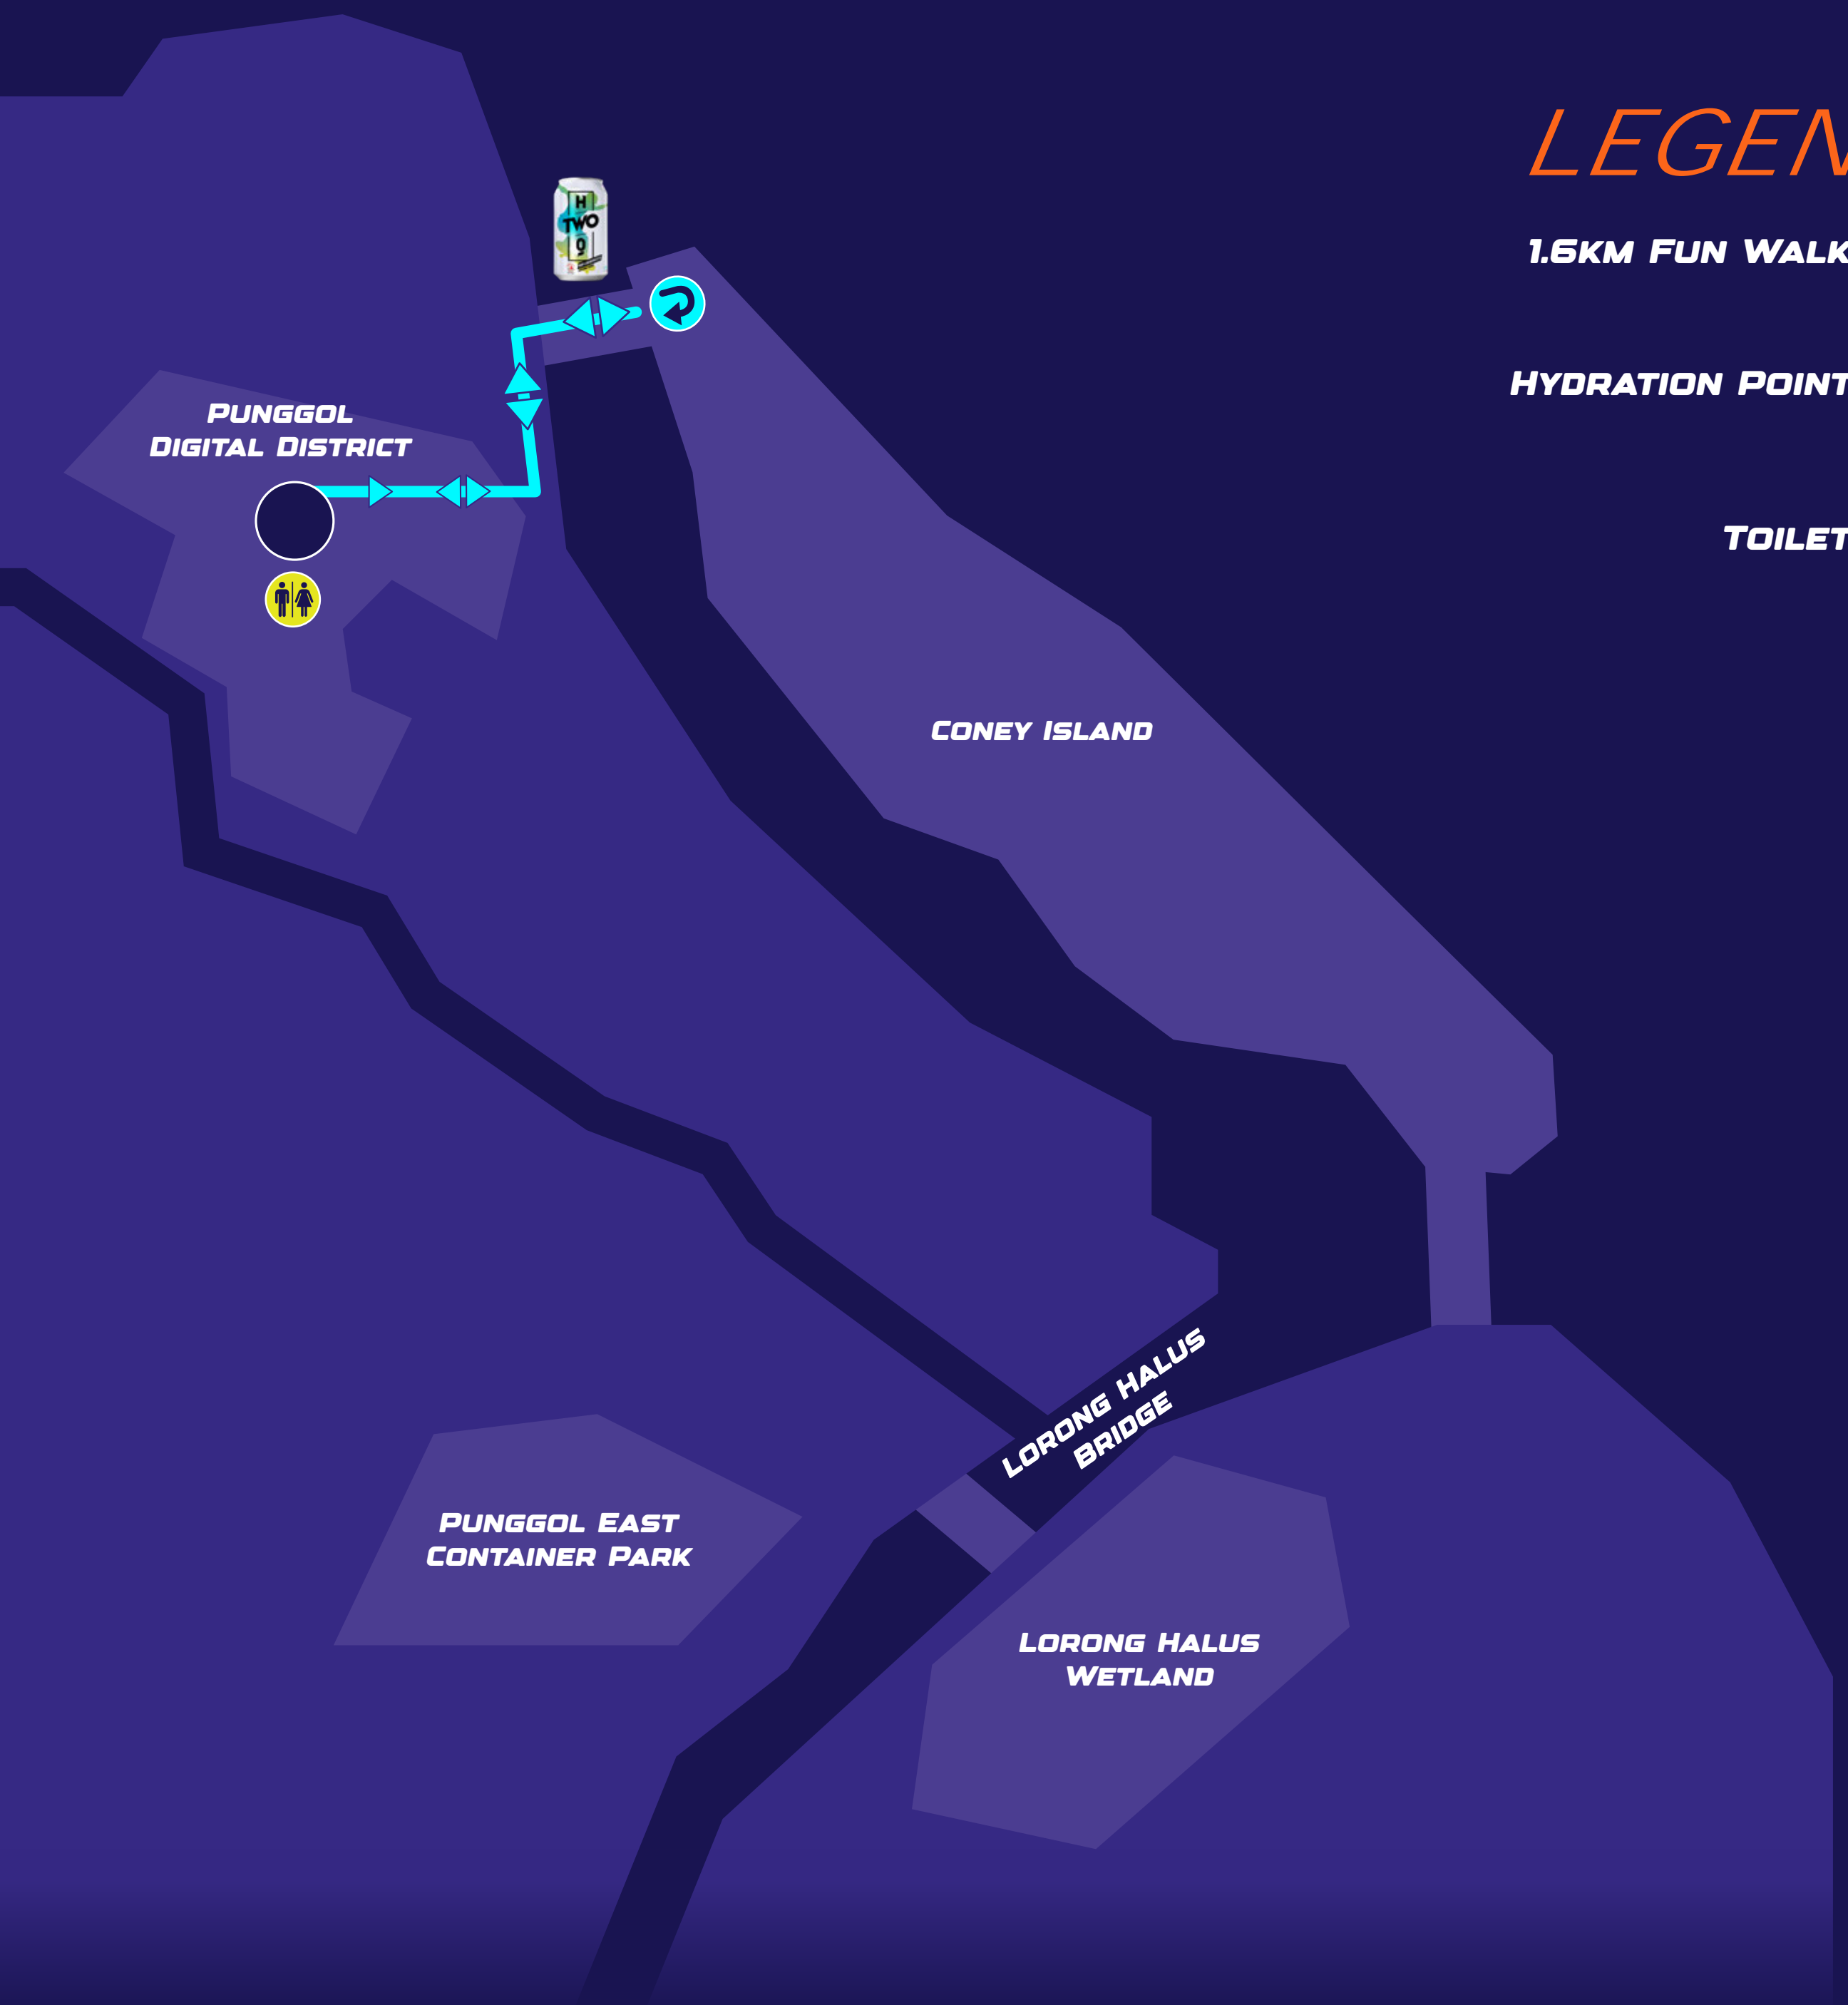 LEGEN
1.6KM FUN WALK
HYDRATION POINT
TOILET
H
TWO
O
PUNGGOL
DIGITAL DISTRICT
CONEY ISLAND
LORONG HALUS
BRIDGE
PUNGGOL EAST
CONTAINER PARK
LORONG HALUS
WETLAND